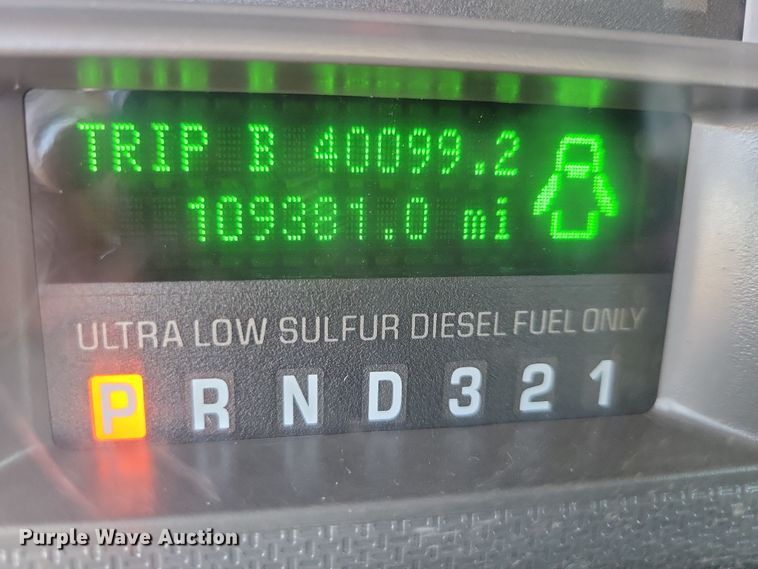 TRIP B 40099.2
109381.0 mi
ULTRA LOW SULFUR DIESEL FUEL ONLY
P R N D 3 2 1
Purple Wave Auction